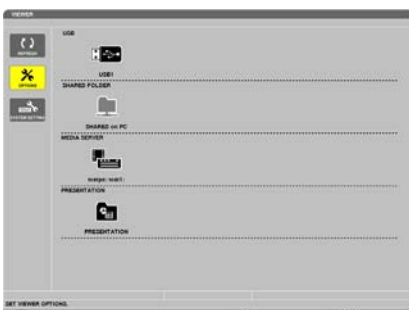 VIEWER
REFRESH
OPTIONS
SYSTEM SETTING
USB
USB1
SHARED FOLDER
SHARED on PC
MEDIA SERVER
PRESENTATION
PRESENTATION
SET VIEWER OPTIONS.